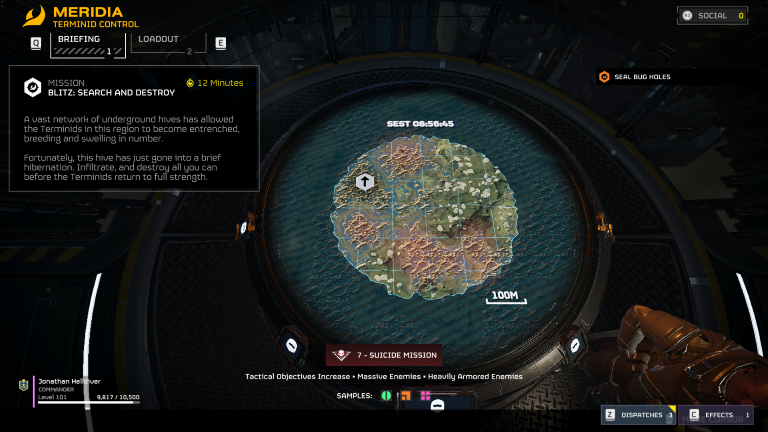 MERIDIA
TERMINID CONTROL
SOCIAL 0
Q
BRIEFING
1
LOADOUT
2
E
MISSION
12 Minutes
BLITZ: SEARCH AND DESTROY
A vast network of underground hives has allowed
the Terminids in this region to become entrenched,
breeding and swelling in number.
Fortunately, this hive has just gone into a brief
hibernation. Infiltrate, and destroy all you can
before the Terminids return to full strength.
SEAL BUG HOLES
SEST 08:56:45
100M
7 - SUICIDE MISSION
Tactical Objectives Increase • Massive Enemies • Heavily Armored Enemies
SAMPLES:
Jonathan Helldiver
COMMANDER
Level 101 9,817 / 10,500
Z DISPATCHES 3
C EFFECTS 1
CURSOR